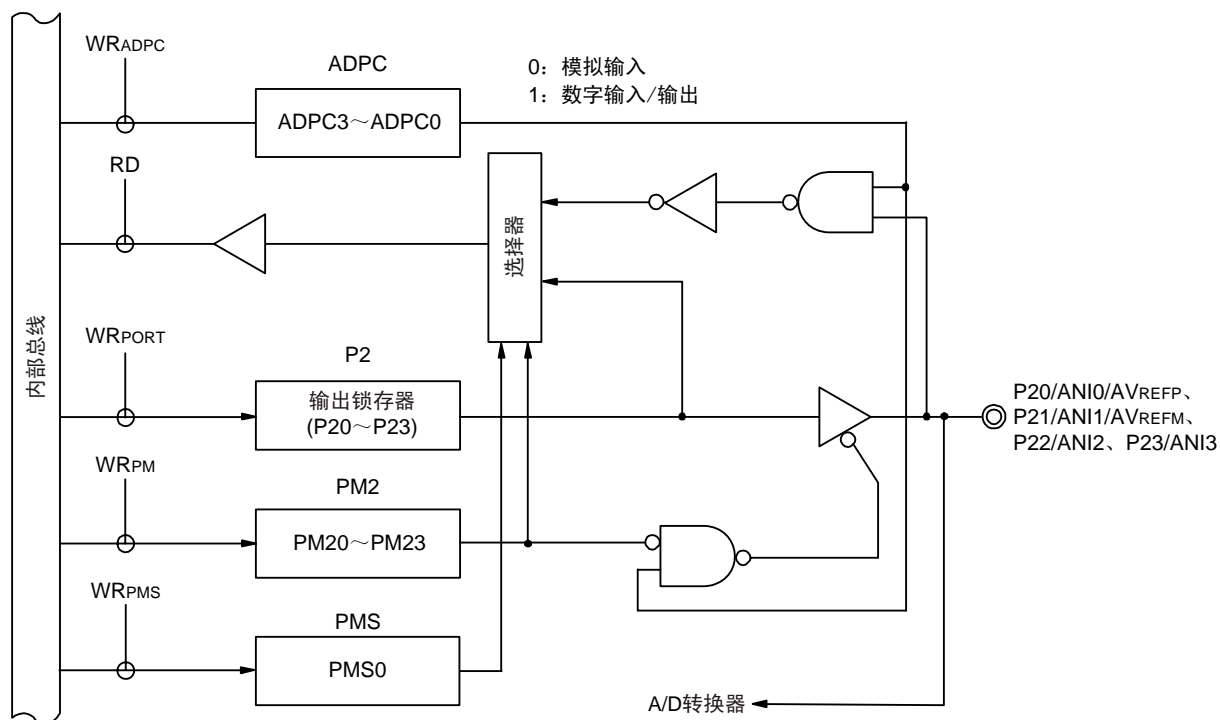 WRADPC
ADPC
0：模拟输入
1：数字输入/输出
ADPC3～ADPC0
RD
选择器
内部总线
WRPORT
P2
输出锁存器
(P20～P23)
P20/ANI0/AVREFP、
P21/ANI1/AVREFM、
P22/ANI2、P23/ANI3
WRPM
PM2
PM20～PM23
WRPMS
PMS
PMS0
A/D转换器